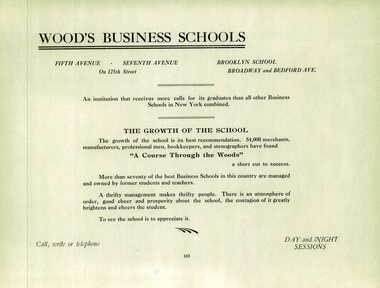 WOOD'S BUSINESS SCHOOLS
FIFTH AVENUE - SEVENTH AVENUE
On 125th Street
BROOKLYN SCHOOL
BROADWAY and BEDFORD AVE.
An institution that receives more calls for its graduates than all other Business
Schools in New York combined.
THE GROWTH OF THE SCHOOL
The growth of the school is its best recommendation. 54,000 merchants,
manufacturers, professional men, bookkeepers, and stenographers have found
"A Course Through the Woods"
a short cut to success.
More than seventy of the best Business Schools in this country are managed
and owned by former students and teachers.
A thrifty management makes thrifty people. There is an atmosphere of
order, good cheer and prosperity about the school, the contagion of it greatly
brightens and cheers the student.
To see the school is to appreciate it.
Call, write or telephone
DAY and NIGHT
SESSIONS